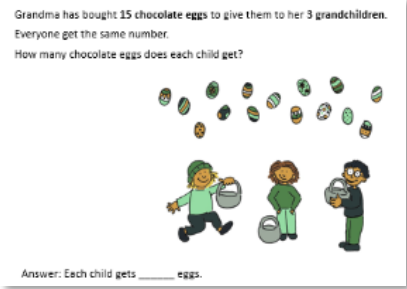 Grandma has bought 15 chocolate eggs to give them to her 3 grandchildren.
Everyone get the same number.
How many chocolate eggs does each child get?
Answer: Each child gets ______ eggs.